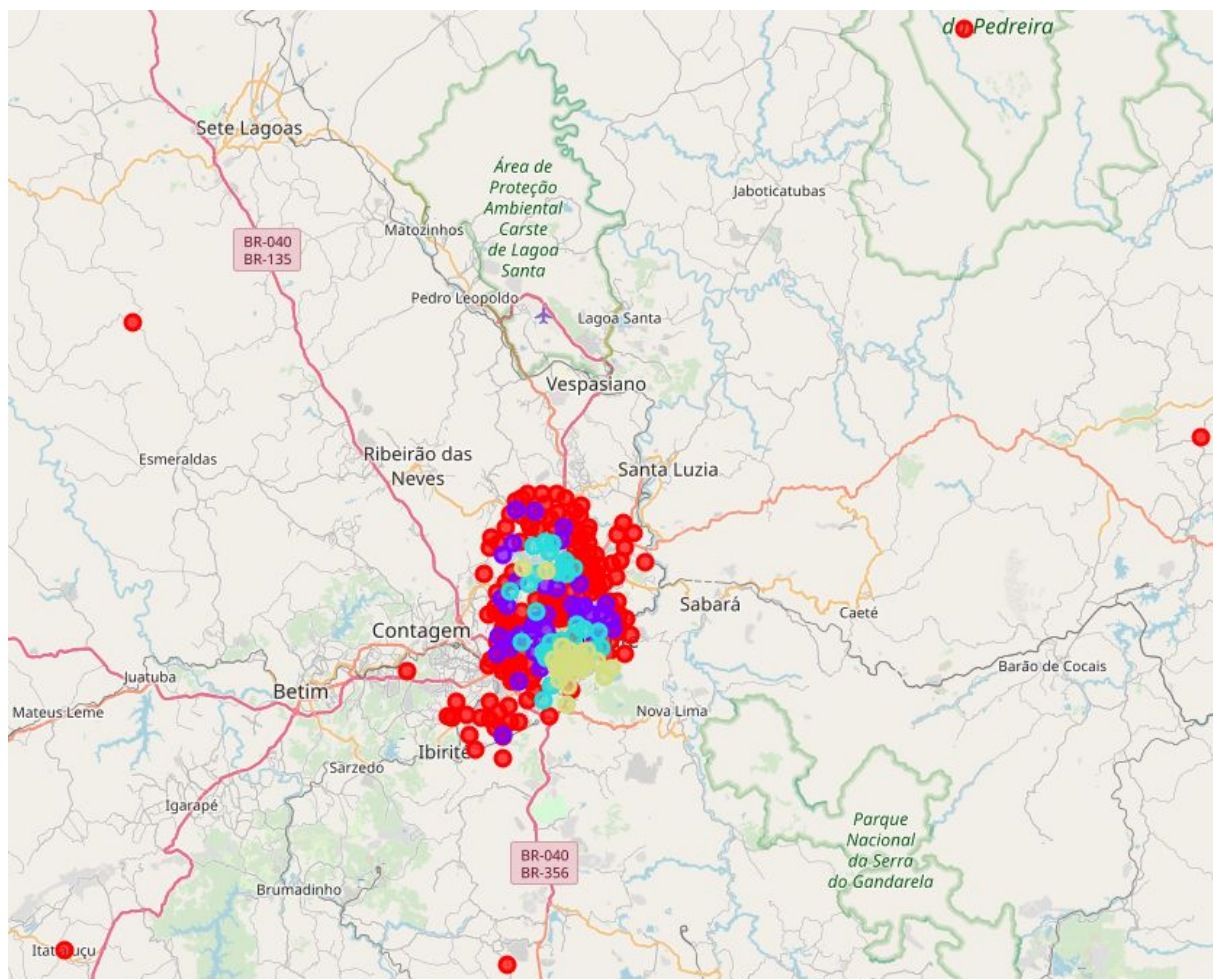 da Pedreira
Sete Lagoas
Área de
Proteção
Ambiental
Carste
de Lagoa
Santa
Jaboticatubas
Matozinhos
BR-040
BR-135
Pedro Leopoldo
Lagoa Santa
Vespasiano
Esmeraldas
Ribeirão das
Neves
Santa Luzia
Sabará
Caeté
Contagem
Barão de Cocais
Juatuba
Betim
Mateus Leme
Nova Lima
Ibirité
Sarzedo
Igarapé
Parque
Nacional
da Serra
do Gandarela
BR-040
BR-356
Brumadinho